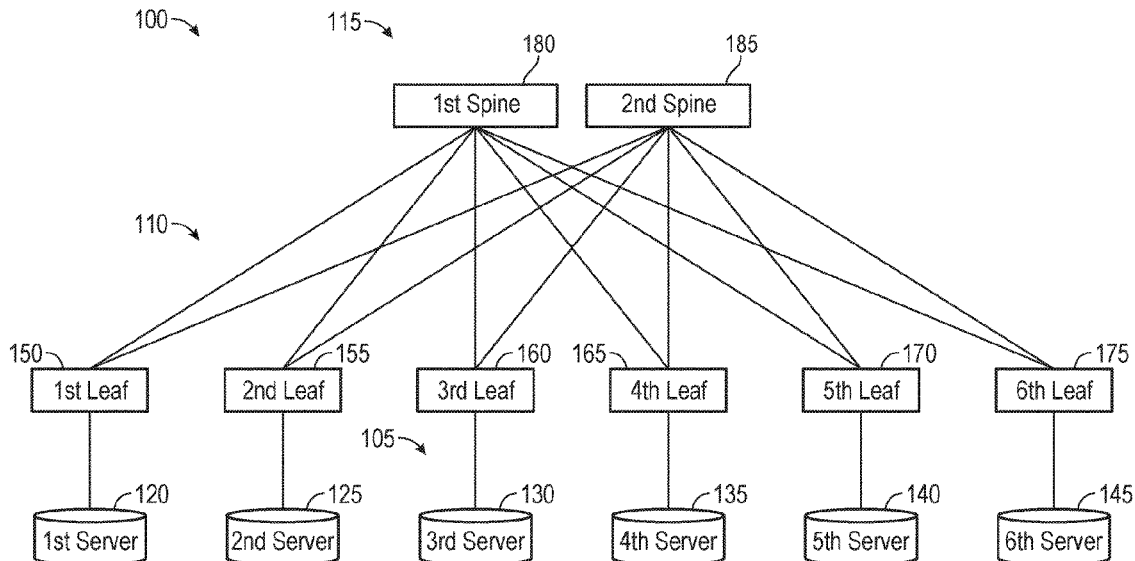 100 115 180 185
1st Spine 2nd Spine
110
150 155 160 165 170 175
1st Leaf 2nd Leaf 3rd Leaf 4th Leaf 5th Leaf 6th Leaf
105
120 125 130 135 140 145
1st Server 2nd Server 3rd Server 4th Server 5th Server 6th Server